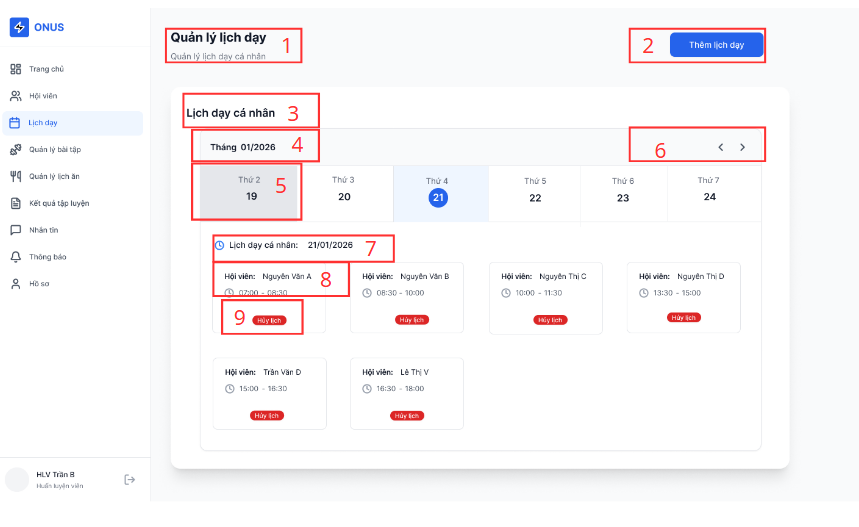 ONUS
Trang chủ
Hội viên
Lịch dạy
Quản lý bài tập
Quản lý lịch ăn
Kết quả tập luyện
Nhắn tin
Thông báo
Hồ sơ
HLV Trần B
Huấn luyện viên
Quản lý lịch dạy 1
Quản lý lịch dạy cá nhân
2 Thêm lịch dạy
Lịch dạy cá nhân 3
Tháng 01/2026 4
6
Thứ 2 Thứ 3 Thứ 4 Thứ 5 Thứ 6 Thứ 7
5
19 20 21 22 23 24
Lịch dạy cá nhân: 21/01/2026 7
Hội viên: Nguyễn Văn A 8
07:00 - 08:30
9 Hủy lịch
Hội viên: Nguyễn Văn B
08:30 - 10:00
Hủy lịch
Hội viên: Nguyễn Thị C
10:00 - 11:30
Hủy lịch
Hội viên: Nguyễn Thị D
13:30 - 15:00
Hủy lịch
Hội viên: Trần Văn D
15:00 - 16:30
Hủy lịch
Hội viên: Lê Thị V
16:30 - 18:00
Hủy lịch